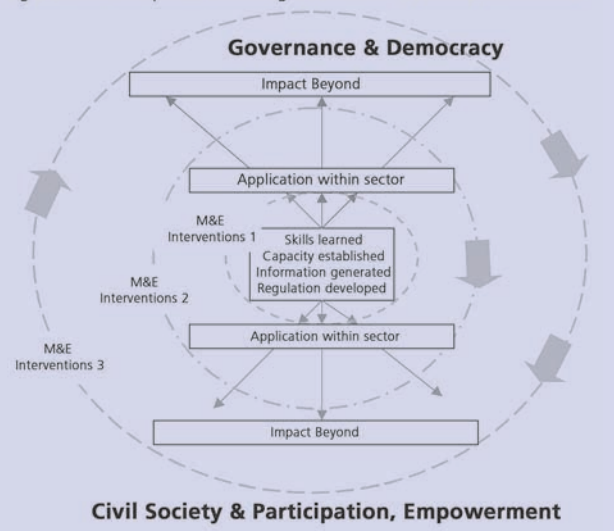 Governance & Democracy
Impact Beyond
Application within sector
M&E
Interventions 1
Skills learned
Capacity established
Information generated
Regulation developed
M&E
Interventions 2
Application within sector
M&E
Interventions 3
Impact Beyond
Civil Society & Participation, Empowerment